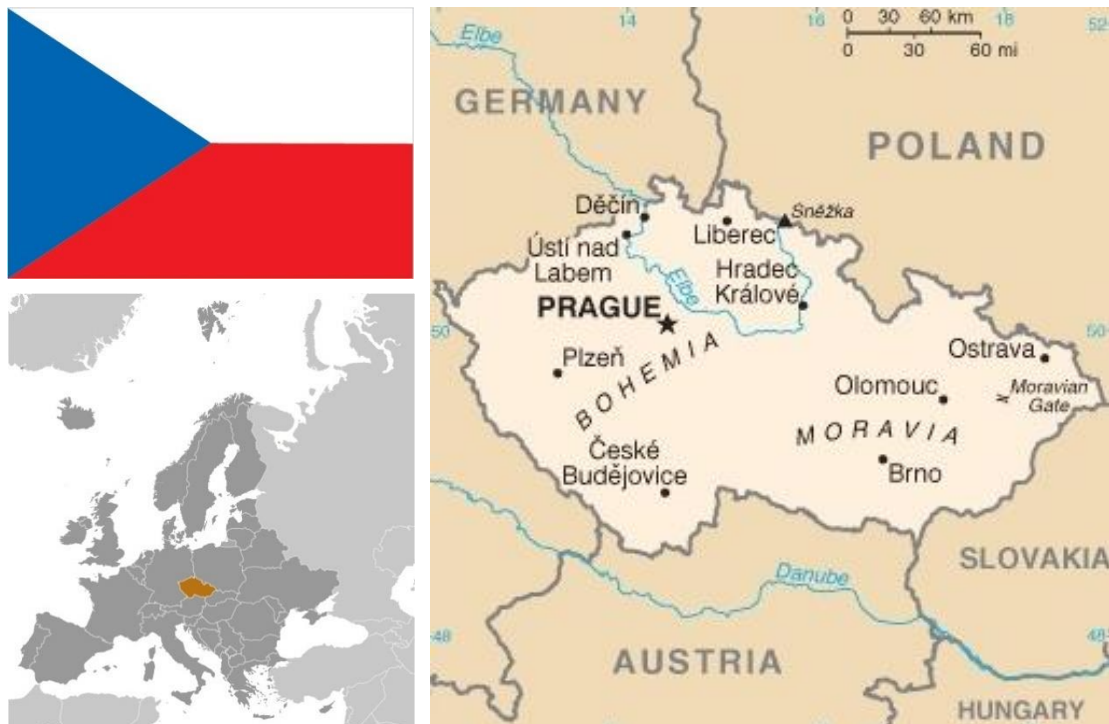 Elbe
14
0 30 60 km
16
18
52
0 30 60 mi
GERMANY
POLAND
Děčín
Sněžka
Liberec
Ústí nad
Labem
Hradec
Králové
Elbe
PRAGUE
50
50
Plzeň
BOHEMIA
Ostrava
Olomouc
Moravian
Gate
MORAVIA
České
Budějovice
Brno
SLOVAKIA
Danube
48
48
AUSTRIA
HUNGARY